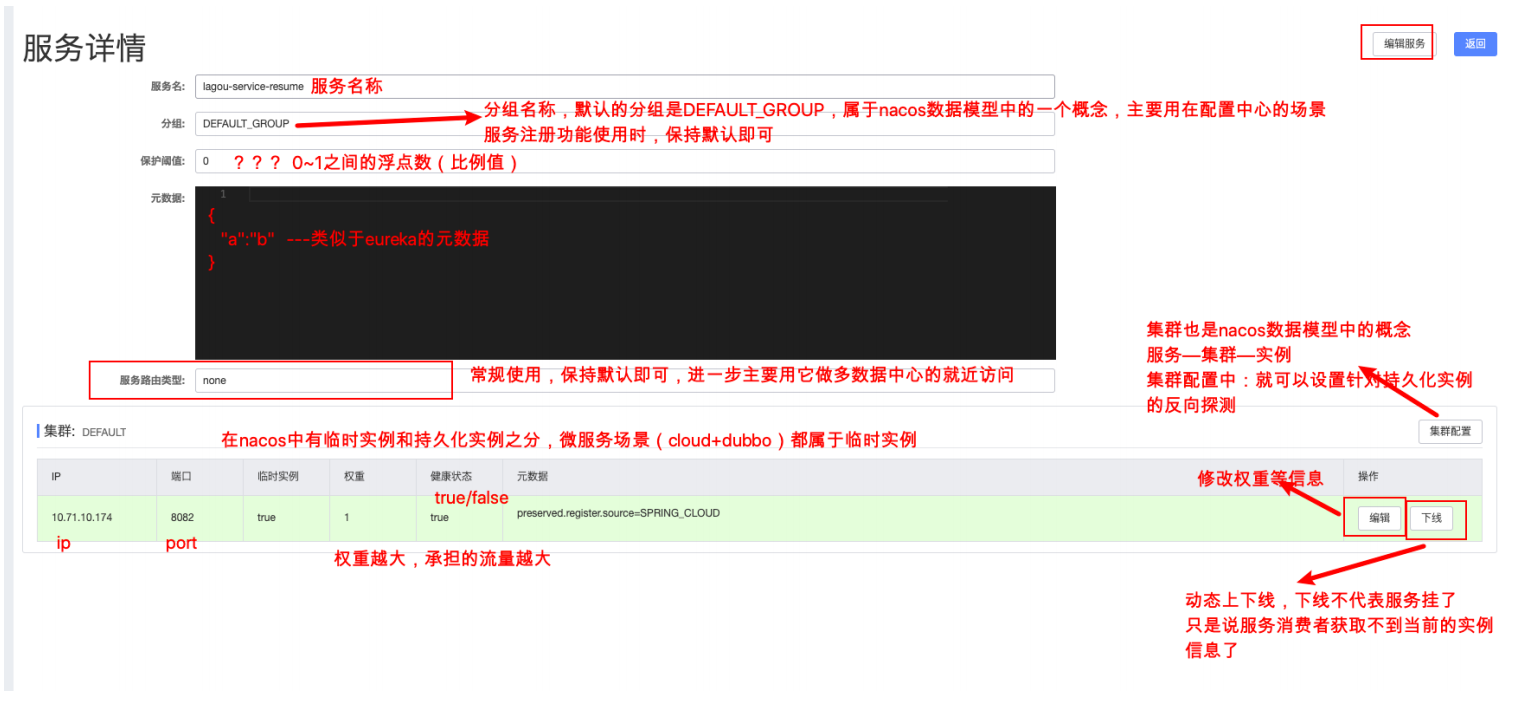 服务详情
编辑服务
返回
服务名: lagou-service-resume 服务名称
分组名称，默认的分组是DEFAULT_GROUP，属于nacos数据模型中的一个概念，主要用在配置中心的场景
分组: DEFAULT_GROUP
服务注册功能使用时，保持默认即可
保护阈值: 0 ？？？ 0~1之间的浮点数（比例值）
元数据: 1
{
"a":"b" ---类似于eureka的元数据
}
集群也是nacos数据模型中的概念
服务—集群—实例
集群配置中：就可以设置针对持久化实例
的反向探测
服务路由类型: none 常规使用，保持默认即可，进一步主要用它做多数据中心的就近访问
集群: DEFAULT
集群配置
在nacos中有临时实例和持久化实例之分，微服务场景（cloud+dubbo）都属于临时实例
IP 端口 临时实例 权重 健康状态 元数据 修改权重等信息 操作
true/false
10.71.10.174 8082 true 1 true preserved.register.source=SPRING_CLOUD 编辑 下线
ip port
权重越大，承担的流量越大
动态上下线，下线不代表服务挂了
只是说服务消费者获取不到当前的实例
信息了